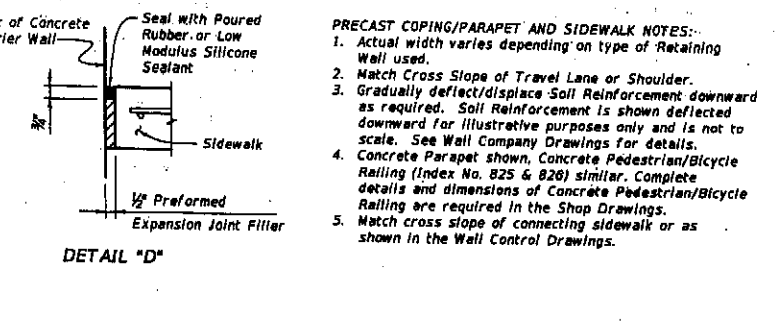 of Concrete
ier Wall
Seal with Poured
Rubber or Low
Modulus Silicone
Sealant
¾"
Sidewalk
½" Preformed
Expansion Joint Filler
DETAIL "D"
PRECAST COPING/PARAPET AND SIDEWALK NOTES:
1. Actual width varies depending on type of Retaining
Wall used.
2. Match Cross Slope of Travel Lane or Shoulder.
3. Gradually deflect/displace Soil Reinforcement downward
as required. Soil Reinforcement is shown deflected
downward for illustrative purposes only and is not to
scale. See Wall Company Drawings for details.
4. Concrete Parapet shown, Concrete Pedestrian/Bicycle
Railing (Index No. 825 & 826) similar. Complete
details and dimensions of Concrete Pedestrian/Bicycle
Railing are required in the Shop Drawings.
5. Match cross slope of connecting sidewalk or as
shown in the Wall Control Drawings.